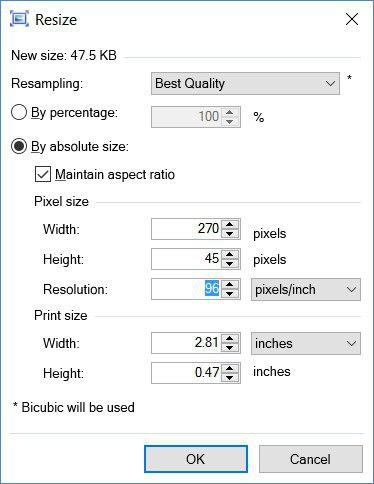 Resize
New size: 47.5 KB
Resampling: Best Quality *
By percentage: 100 %
By absolute size:
Maintain aspect ratio
Pixel size
Width: 270 pixels
Height: 45 pixels
Resolution: 96 pixels/inch
Print size
Width: 2.81 inches
Height: 0.47 inches
* Bicubic will be used
OK Cancel